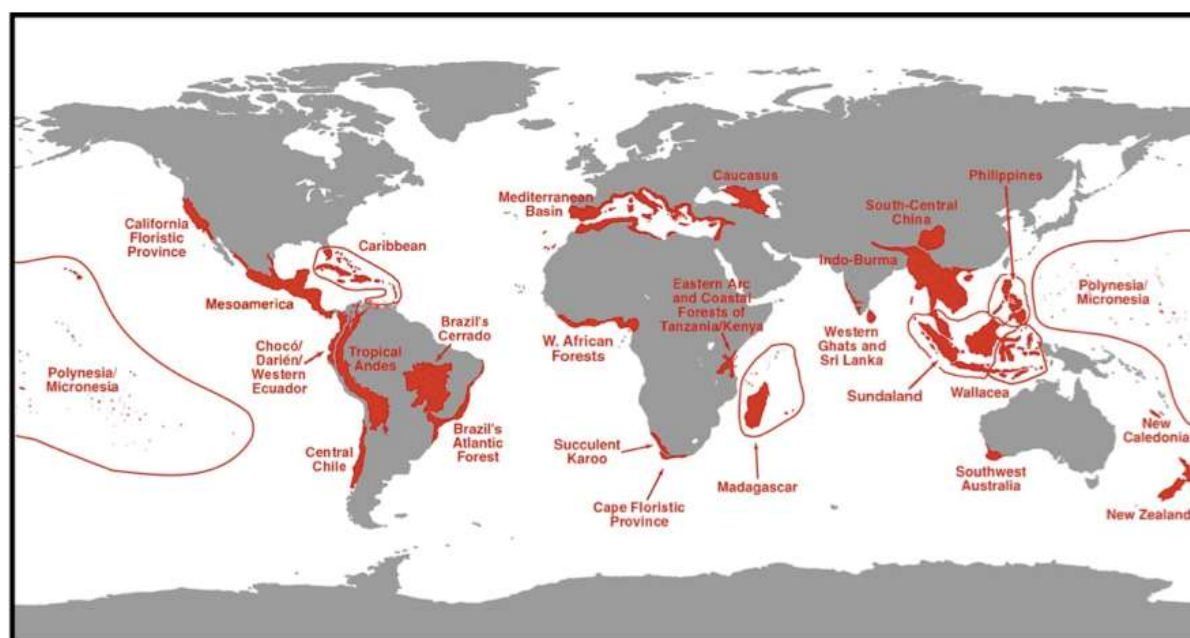 Caucasus
Philippines
Mediterranean
Basin
South-Central
China
California
Floristic
Province
Caribbean
Indo-Burma
Eastern Arc
and Coastal
Forests of
Tanzania/Kenya
Polynesia/
Micronesia
Mesoamerica
Brazil's
Cerrado
W. African
Forests
Western
Ghats and
Sri Lanka
Chocó/
Darién/
Western
Ecuador
Tropical
Andes
Polynesia/
Micronesia
Sundaland
Wallacea
New
Caledonia
Brazil's
Atlantic
Forest
Central
Chile
Succulent
Karoo
Madagascar
Southwest
Australia
Cape Floristic
Province
New Zealand